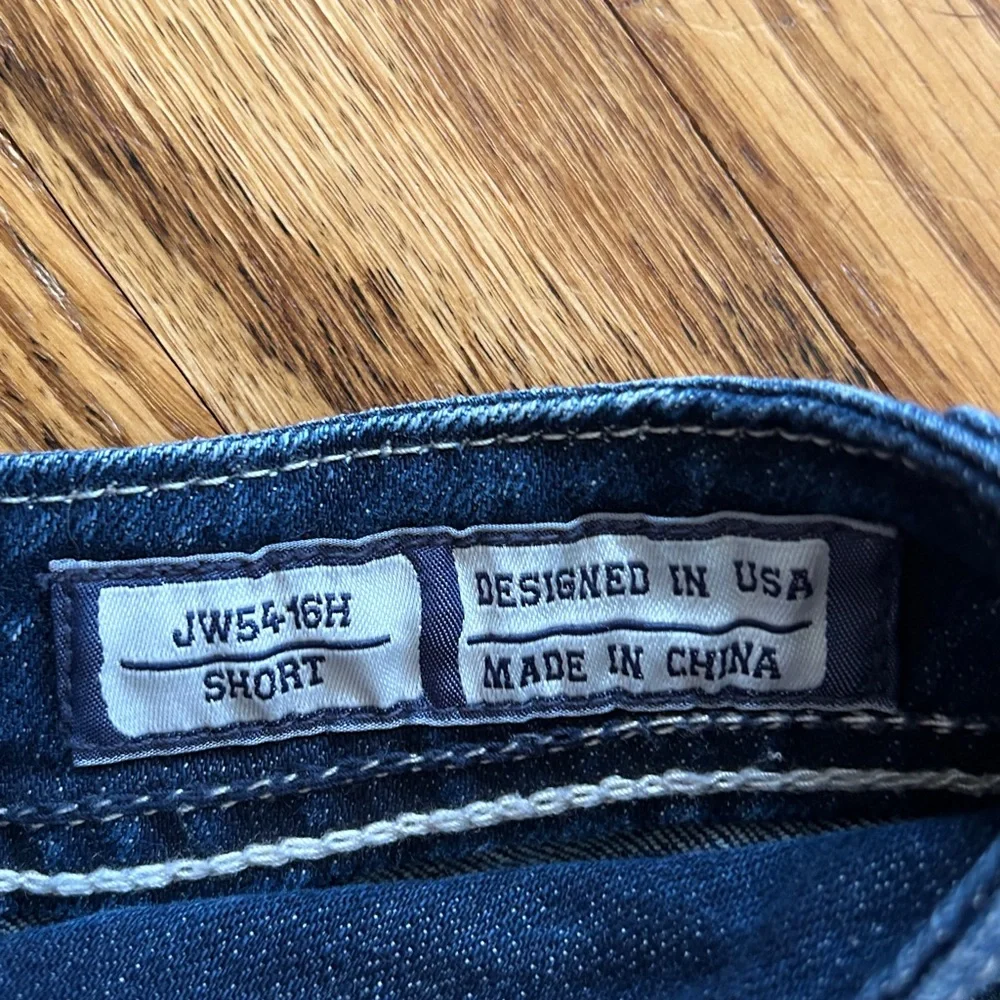 JW5416H
SHORT
DESIGNED IN USA
MADE IN CHINA